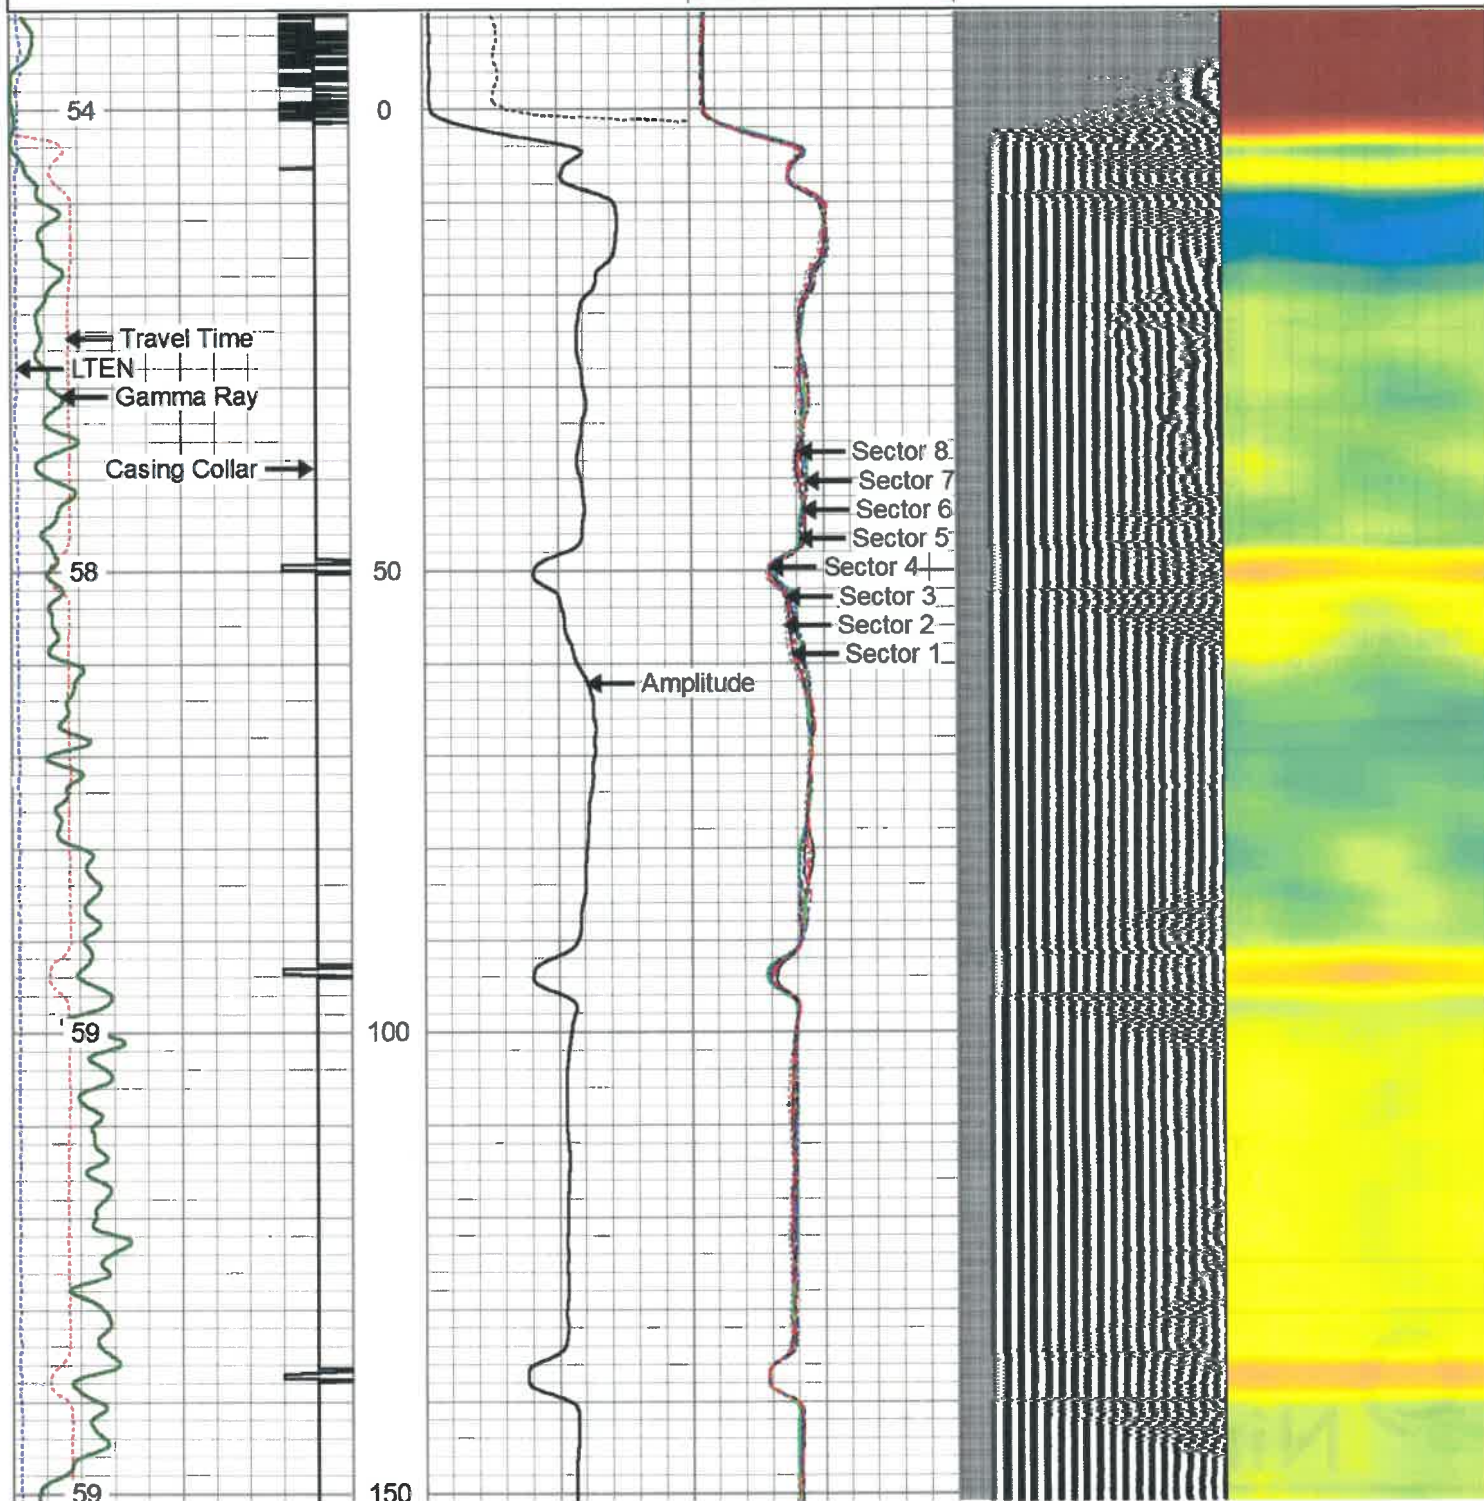 54 0
Travel Time
LTEN
Gamma Ray
Sector 8
Casing Collar
Sector 7
Sector 6
Sector 5
58 50
Sector 4
Sector 3
Sector 2
Sector 1
Amplitude
59 100
59 150